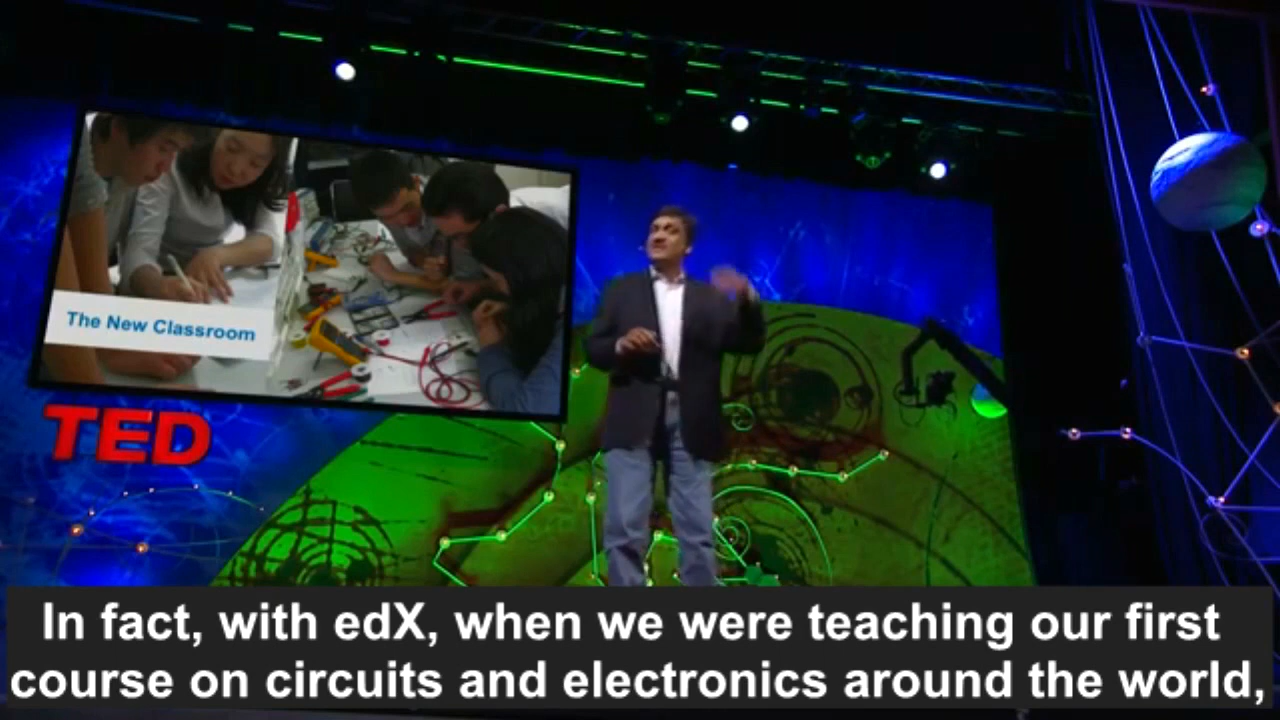 The New Classroom
TED
In fact, with edX, when we were teaching our first
course on circuits and electronics around the world,